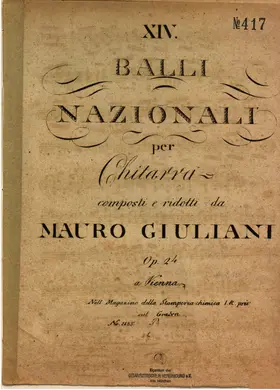 №417
XIV.
BALLI
NAZIONALI
per
Chitarra
composti e ridotti da
MAURO GIULIANI
Op. 24
a Vienna
Nell Magazino della Stamperia chimica I.R. priv.
sul Graben